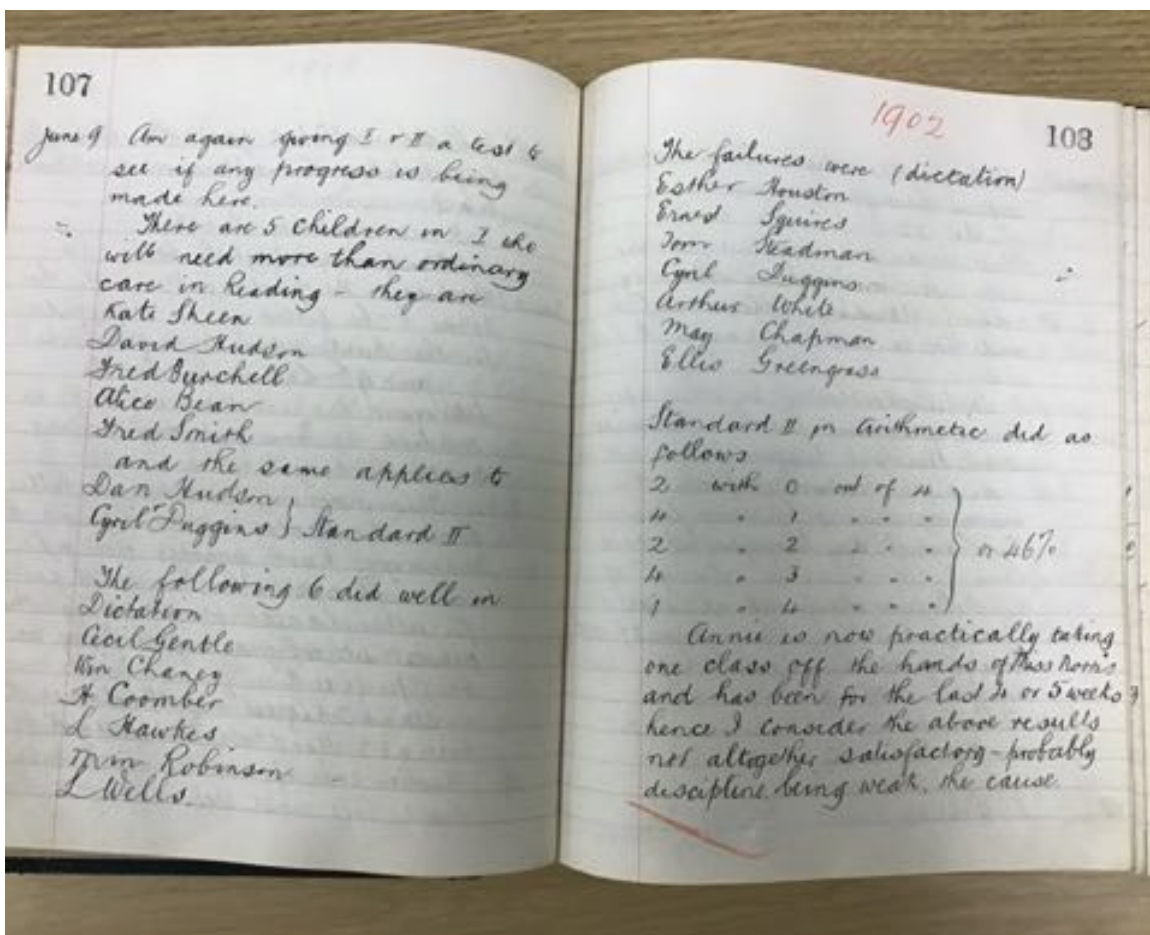 107
June 9 Am again giving I & II a test to
see if any progress is being
made here.
There are 5 children in I who
will need more than ordinary
care in Reading - they are
Kate Sheen
David Hudson
Fred Burchell
Alice Bean
Fred Smith
and the same applies to
Dan Hudson
Cyril Duggins } Standard II
The following 6 did well in
Dictation
Cecil Gentle
Wm Chaney
H Coomber
L Hawkes
Wm Robinson
L Wells
1902
108
The failures were (dictation)
Esther Houston
Ernest Squires
Tom Steadman
Cyril Duggins
Arthur White
May Chapman
Ellis Greengrass
Standard II in Arithmetic did as
follows
2 with 0 out of 4
4 " 1 " " "
2 " 2 " " " } or 46%
4 " 3 " " "
1 " 4 " " "
Annie is now practically taking
one class off the hands of Miss
and has been for the last 4 or 5 weeks
hence I consider the above results
not altogether satisfactory - probably
discipline being weak, the cause.